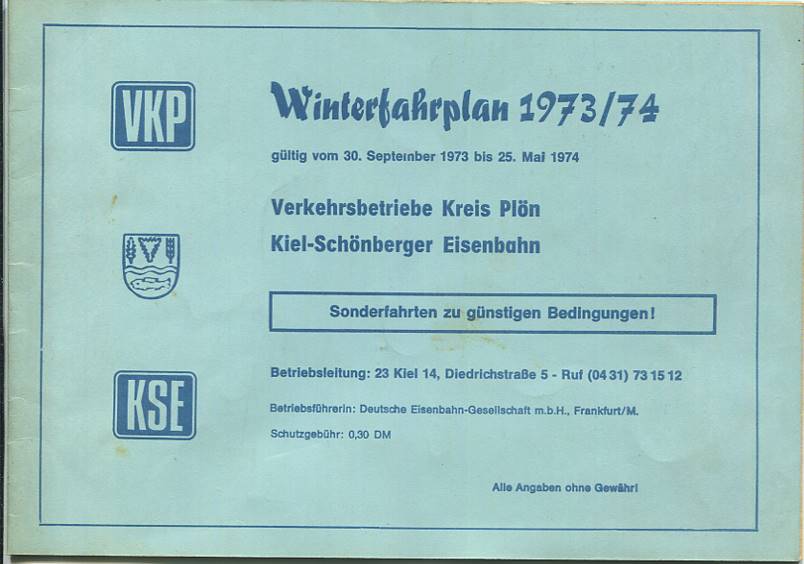 VKP
Winterfahrplan 1973/74
gültig vom 30. September 1973 bis 25. Mai 1974
Verkehrsbetriebe Kreis Plön
Kiel-Schönberger Eisenbahn
Sonderfahrten zu günstigen Bedingungen!
KSE
Betriebsleitung: 23 Kiel 14, Diedrichstraße 5 - Ruf (04 31) 73 15 12
Betriebsführerin: Deutsche Eisenbahn-Gesellschaft m.b.H., Frankfurt/M.
Schutzgebühr: 0,30 DM
Alle Angaben ohne Gewähr!